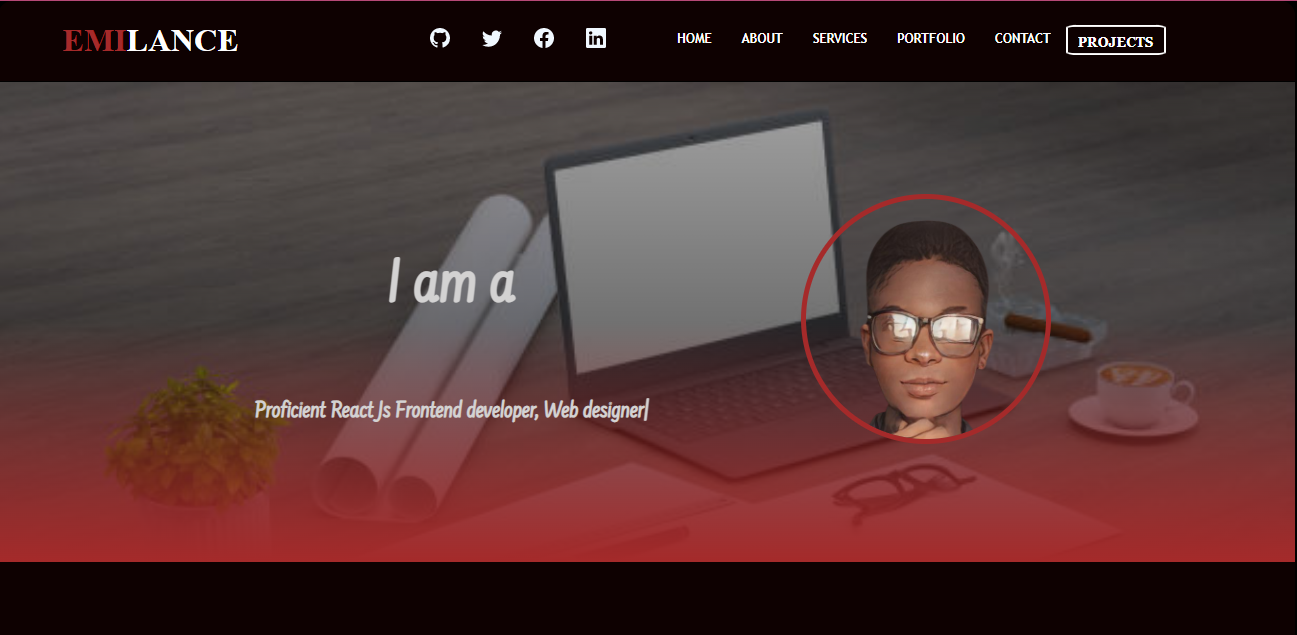 EMILANCE
HOME ABOUT SERVICES PORTFOLIO CONTACT PROJECTS
I am a
Proficient React Js Frontend developer, Web designer|